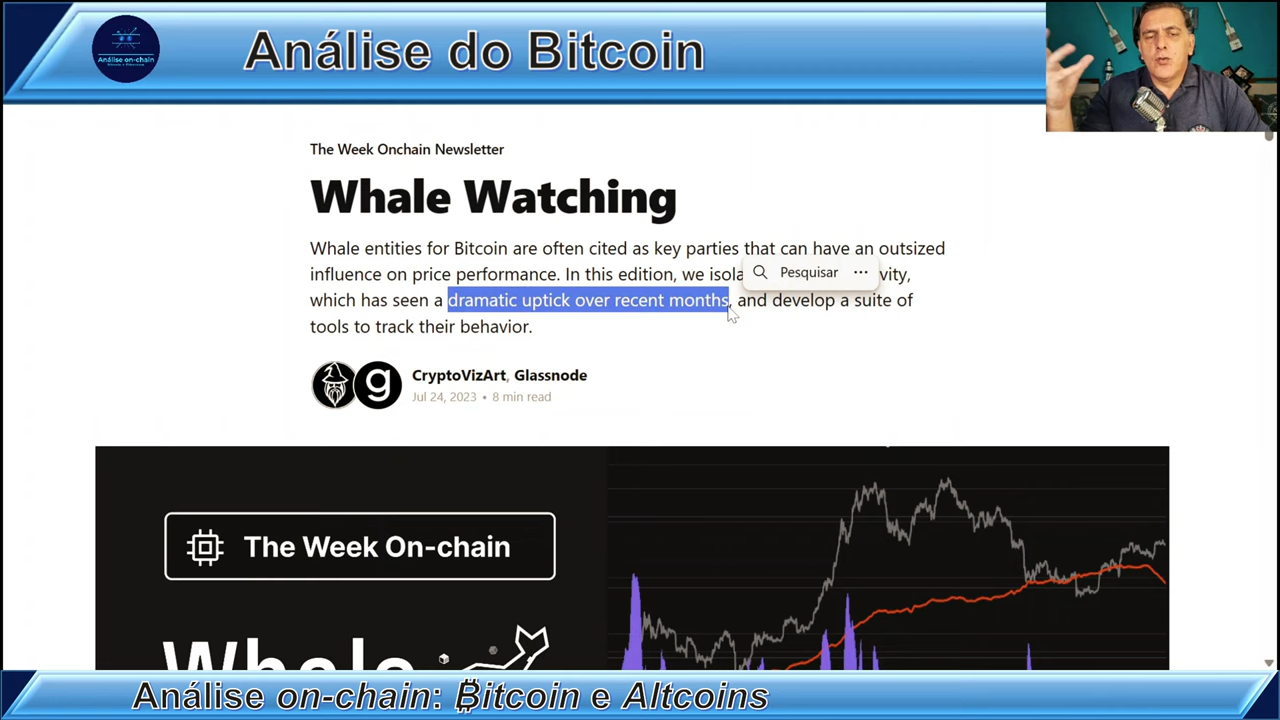 Análise do Bitcoin
Análise on-chain
The Week Onchain Newsletter
Whale Watching
Whale entities for Bitcoin are often cited as key parties that can have an outsized
influence on price performance. In this edition, we vity,
Pesquisar ···
which has seen a dramatic uptick over recent months, and develop a suite of
tools to track their behavior.
CryptoVizArt, Glassnode
g
Jul 24, 2023 • 8 min read
The Week On-chain
Whale
Análise on-chain: ₿itcoin e Altcoins